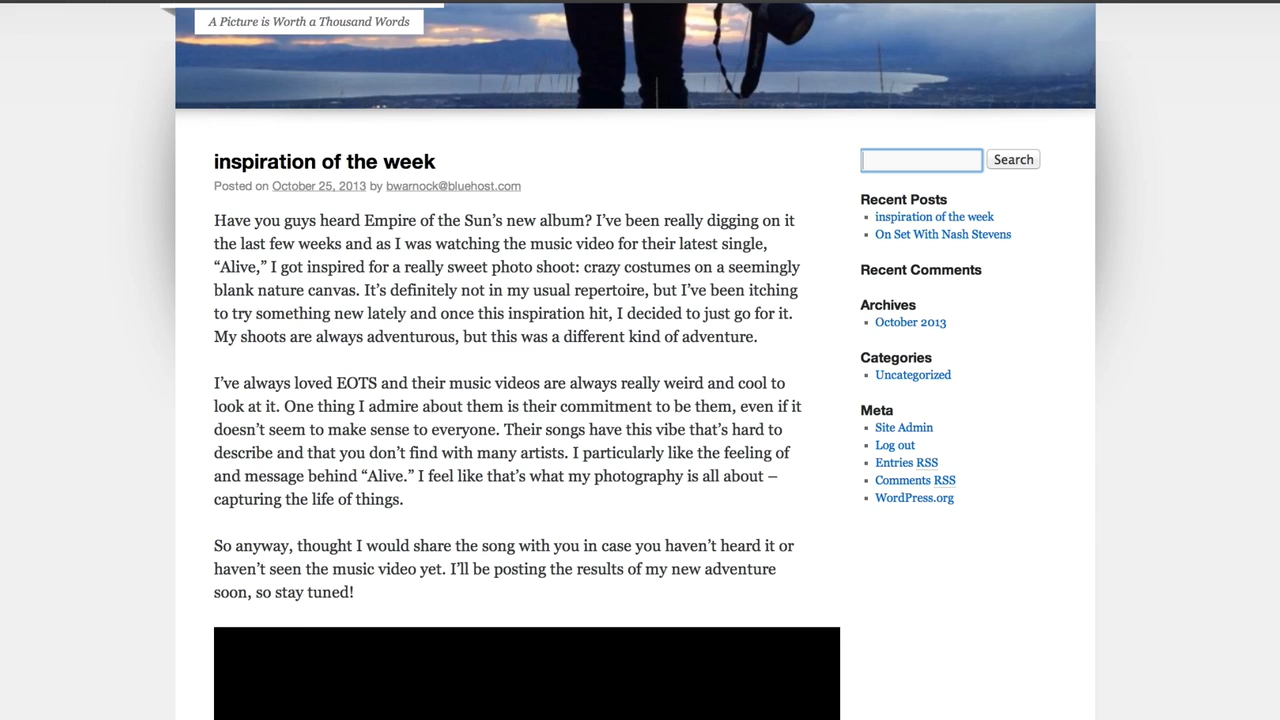 A Picture is Worth a Thousand Words
inspiration of the week
Posted on October 25, 2013 by bwarnock@bluehost.com
Have you guys heard Empire of the Sun’s new album? I’ve been really digging on it
the last few weeks and as I was watching the music video for their latest single,
“Alive,” I got inspired for a really sweet photo shoot: crazy costumes on a seemingly
blank nature canvas. It’s definitely not in my usual repertoire, but I’ve been itching
to try something new lately and once this inspiration hit, I decided to just go for it.
My shoots are always adventurous, but this was a different kind of adventure.
I’ve always loved EOTS and their music videos are always really weird and cool to
look at it. One thing I admire about them is their commitment to be them, even if it
doesn’t seem to make sense to everyone. Their songs have this vibe that’s hard to
describe and that you don’t find with many artists. I particularly like the feeling of
and message behind “Alive.” I feel like that’s what my photography is all about –
capturing the life of things.
So anyway, thought I would share the song with you in case you haven’t heard it or
haven’t seen the music video yet. I’ll be posting the results of my new adventure
soon, so stay tuned!
Search
Recent Posts
inspiration of the week
On Set With Nash Stevens
Recent Comments
Archives
October 2013
Categories
Uncategorized
Meta
Site Admin
Log out
Entries RSS
Comments RSS
WordPress.org